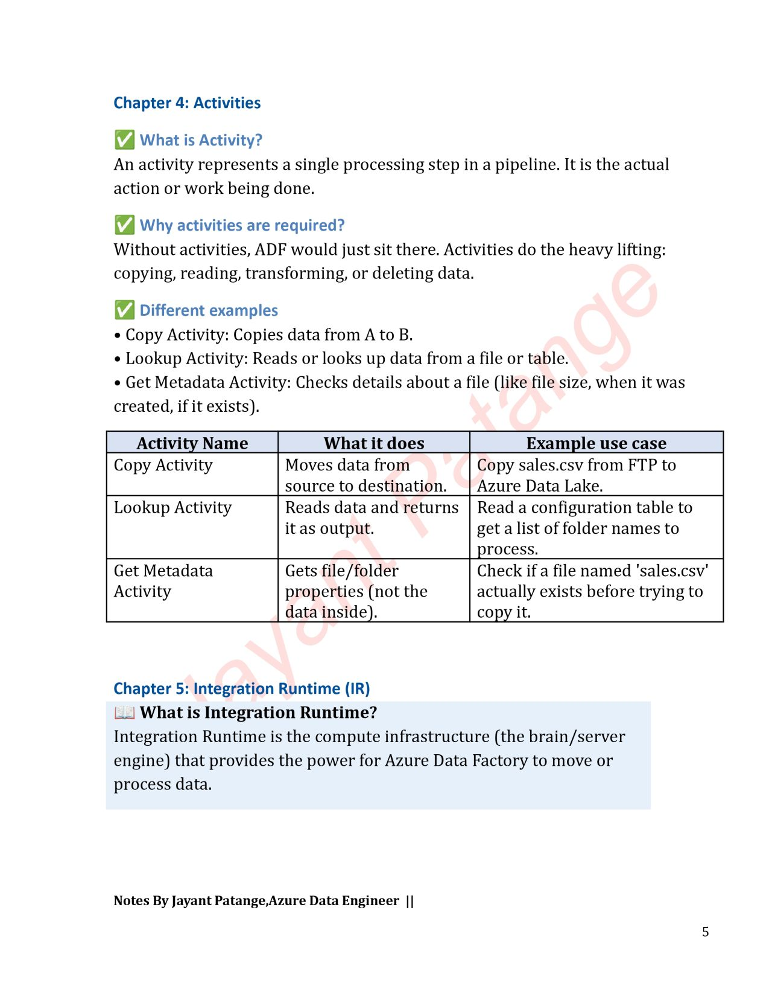 Chapter 4: Activities
✅ What is Activity?
An activity represents a single processing step in a pipeline. It is the actual
action or work being done.
✅ Why activities are required?
Without activities, ADF would just sit there. Activities do the heavy lifting:
copying, reading, transforming, or deleting data.
✅ Different examples
• Copy Activity: Copies data from A to B.
• Lookup Activity: Reads or looks up data from a file or table.
• Get Metadata Activity: Checks details about a file (like file size, when it was
created, if it exists).
Activity Name What it does Example use case
Copy Activity Moves data from Copy sales.csv from FTP to
source to destination. Azure Data Lake.
Lookup Activity Reads data and returns Read a configuration table to
it as output. get a list of folder names to
process.
Get Metadata Gets file/folder Check if a file named 'sales.csv'
Activity properties (not the actually exists before trying to
data inside). copy it.
Jayant Patange
Chapter 5: Integration Runtime (IR)
📖 What is Integration Runtime?
Integration Runtime is the compute infrastructure (the brain/server
engine) that provides the power for Azure Data Factory to move or
process data.
Notes By Jayant Patange,Azure Data Engineer ||
5